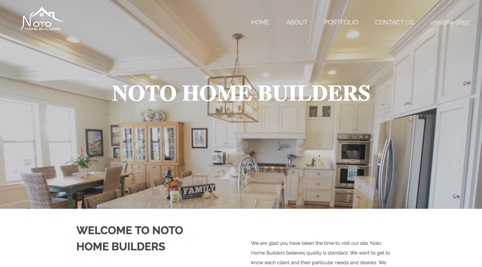 NOTO
HOME BUILDERS
HOME ABOUT PORTFOLIO CONTACT US
NOTO HOME BUILDERS
FAMILY
WELCOME TO NOTO
HOME BUILDERS
We are glad you have taken the time to visit our site. Noto
Home Builders believes quality is standard. We want to get to
know each client and their particular needs and desires. We